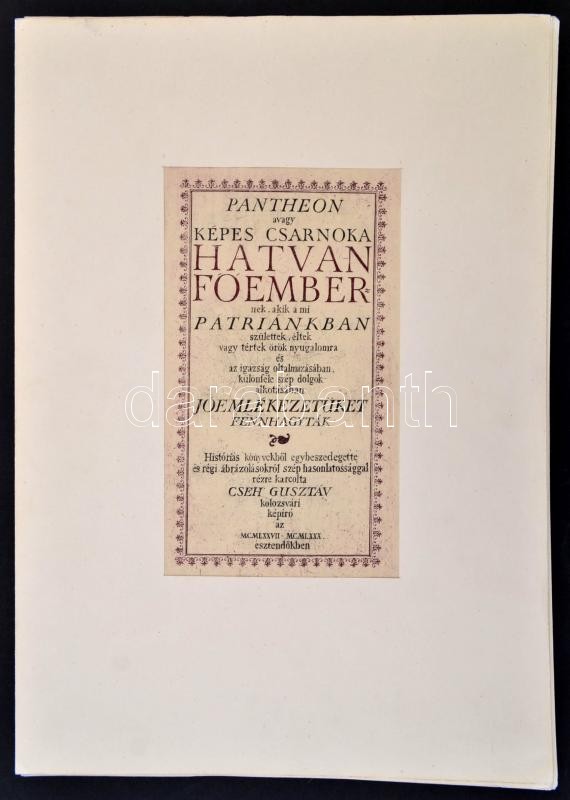 PANTHEON
avagy
KÉPES CSARNOKA
HATVAN
FŐEMBER
nek, akik a mi
PATRIÁNKBAN
születtek, éltek
vagy tértek örök nyugalomra
és
az igazság oltalmazásában,
különféle szép dolgok
alkotásában
JÓEMLÉKEZETÜKET
FENNHAGYTÁK
Históriás könyvekből egybeszedegette
és régi ábrázolásokról szép hasonlatossággal
rézre karcolta
CSEH GUSZTÁV
kolozsvári
képíró
az
MCMLXXVII - MCMLXXX.
esztendőkben
darabanth